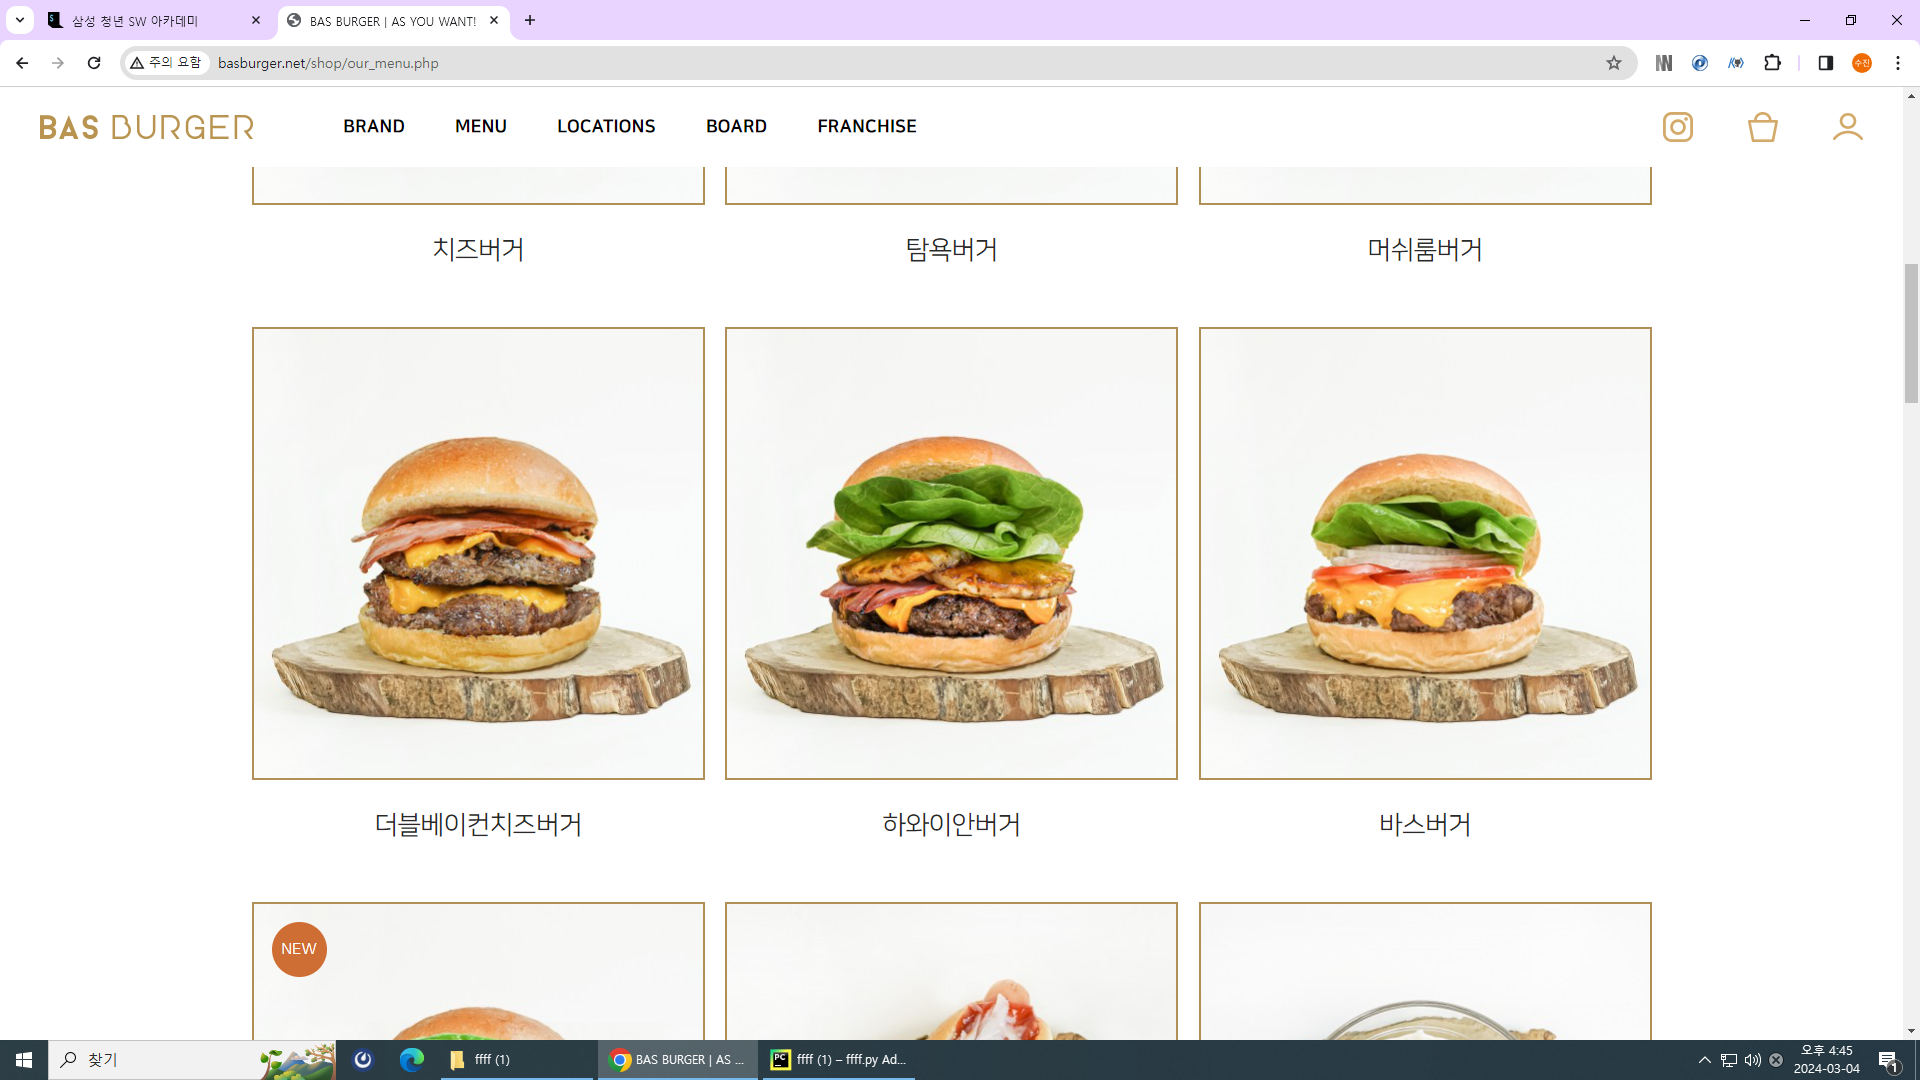 삼성 청년 SW 아카데미
BAS BURGER | AS YOU WANT!
주의 요함
basburger.net/shop/our_menu.php
수진
BAS BURGER
BRAND
MENU
LOCATIONS
BOARD
FRANCHISE
치즈버거
탐욕버거
머쉬룸버거
더블베이컨치즈버거
하와이안버거
바스버거
NEW
찾기
ffff (1)
BAS BURGER | AS ...
PC
ffff (1) – ffff.py Ad...
오후 4:45
2024-03-04
1